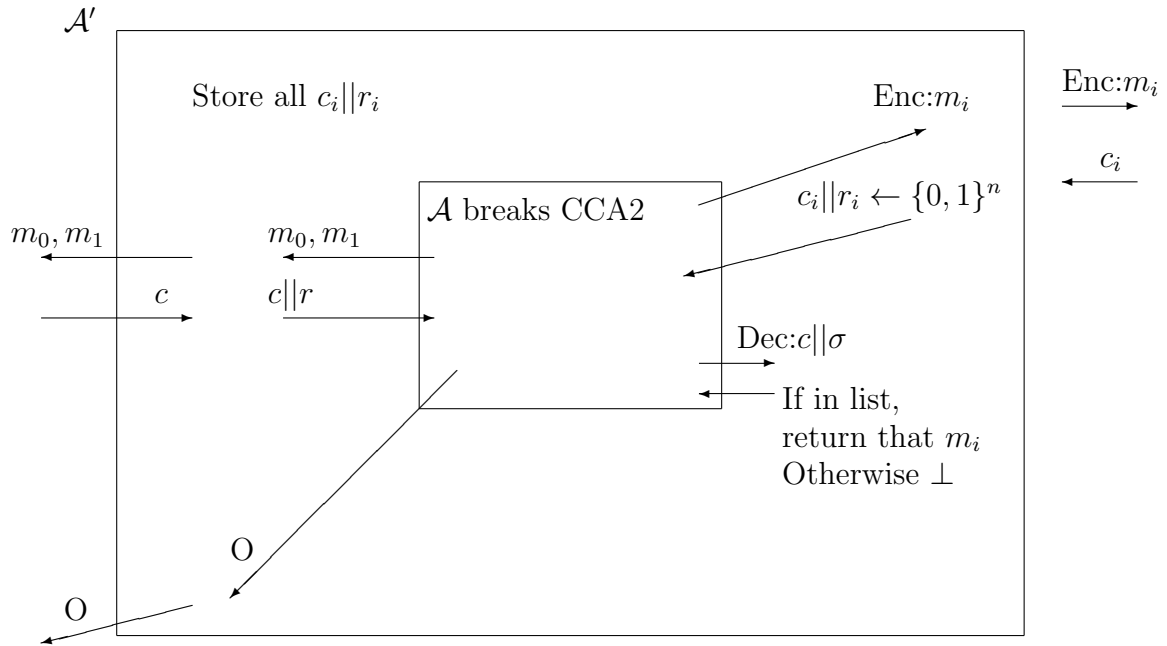 𝒜′
Store all c_i||r_i
Enc:m_i
Enc:m_i
c_i
𝒜 breaks CCA2
c_i||r_i ← {0, 1}^n
m_0, m_1
m_0, m_1
c
c||r
Dec:c||σ
If in list,
return that m_i
Otherwise ⊥
O
O